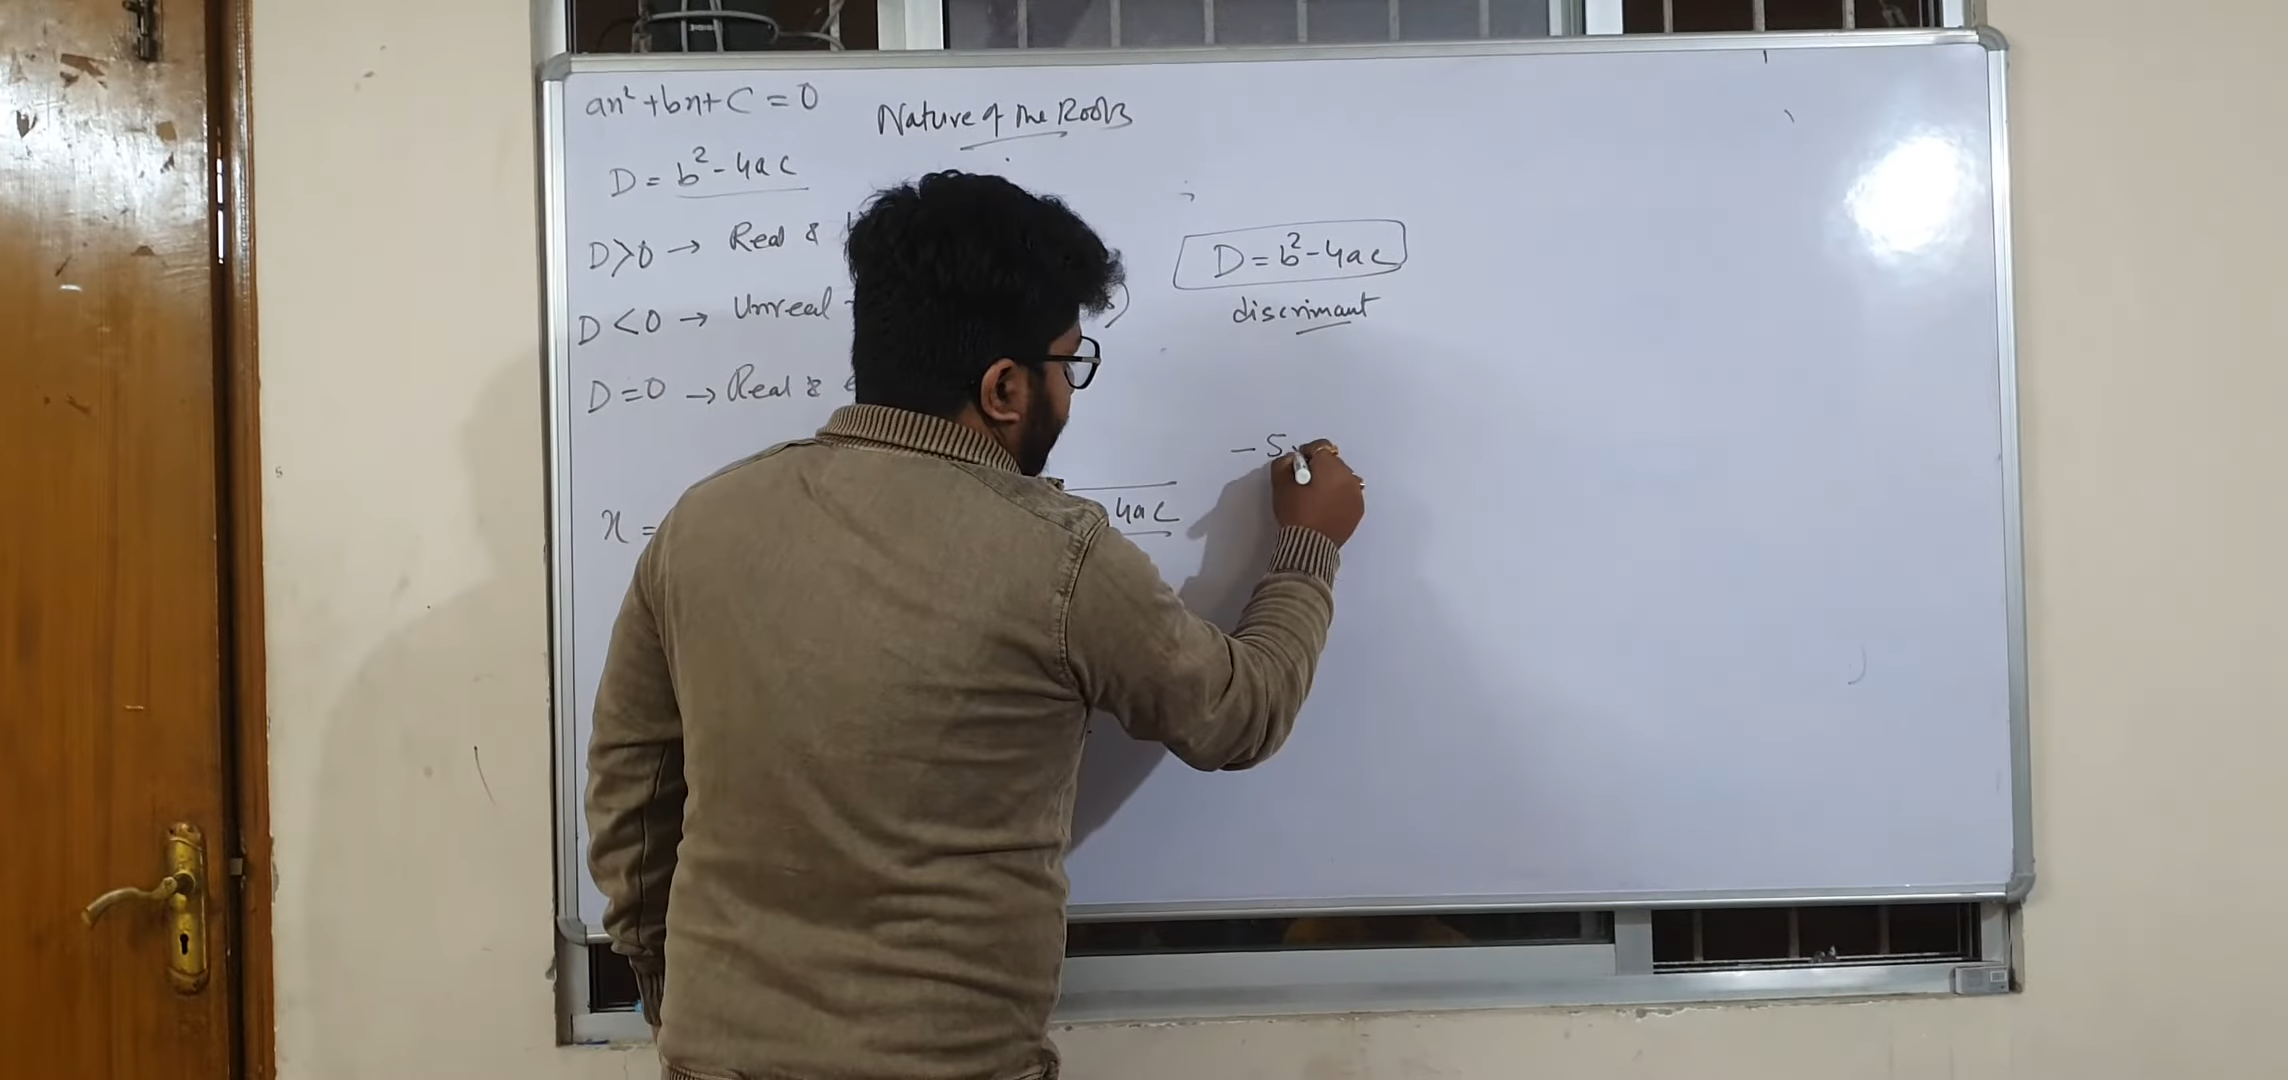 ax² + bx + C = 0
Nature of the Roots
D = b² - 4ac
D > 0 → Real &
D = b² - 4ac
D < 0 → Unreal
discrimant
D = 0 → Real &
- 5
x = 4ac